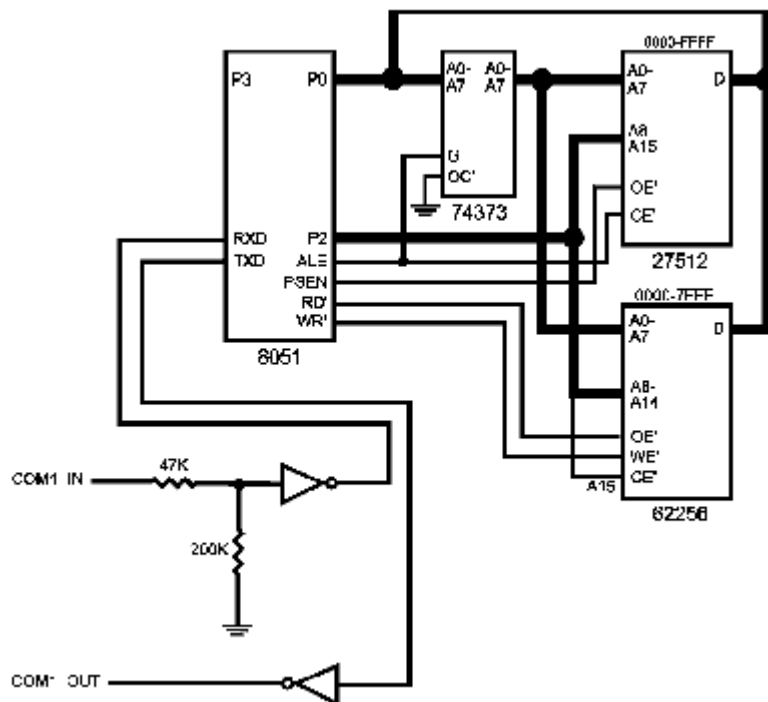 0000-FFFF
P3
P0
A0-
A7
A0-
A7
A0-
A7
D
A8
A15
G
OC'
OE'
CE'
74373
27512
RXD
TXD
P2
ALE
PSEN
RD'
WR'
8051
0000-7FFF
A0-
A7
D
A8-
A14
OE'
WE'
CE'
A15
62256
COM1 IN
47K
200K
COM1 OUT